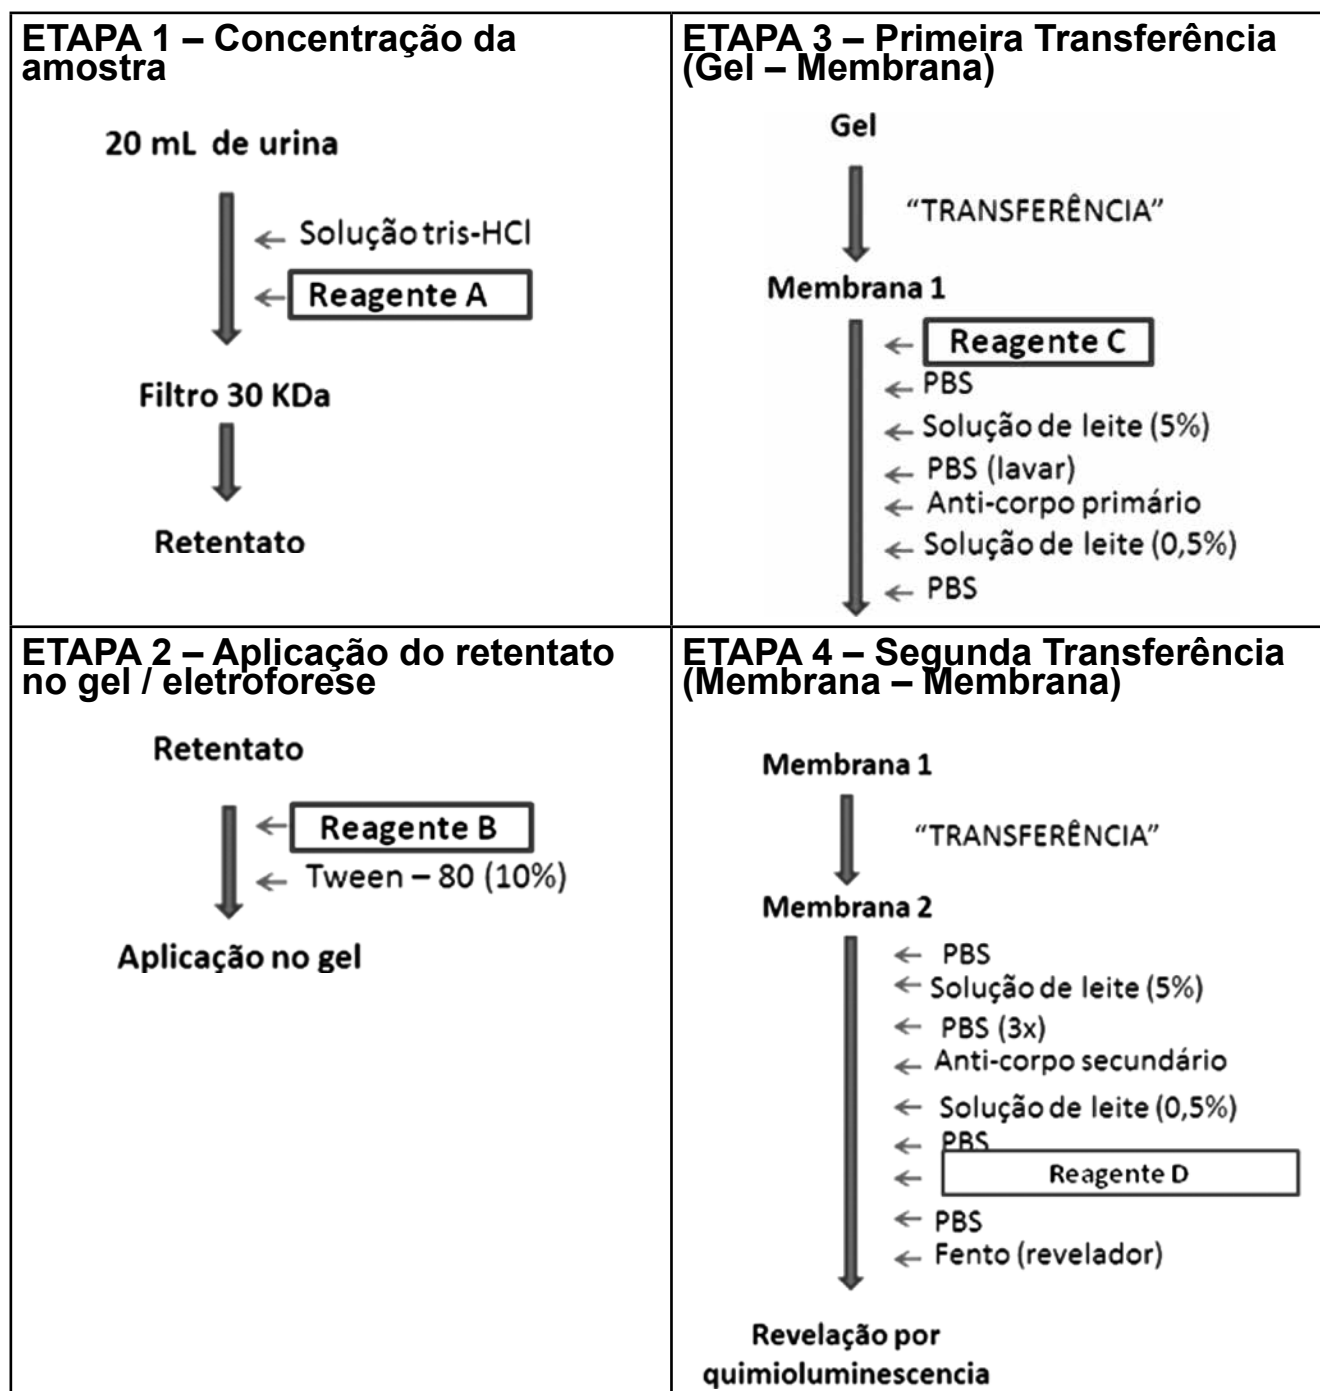 ETAPA 1 – Concentração da
amostra
20 mL de urina
Solução tris-HCl
Reagente A
Filtro 30 KDa
Retentato
ETAPA 3 – Primeira Transferência
(Gel – Membrana)
Gel
“TRANSFERÊNCIA”
Membrana 1
Reagente C
PBS
Solução de leite (5%)
PBS (lavar)
Anti-corpo primário
Solução de leite (0,5%)
PBS
ETAPA 2 – Aplicação do retentato
no gel / eletroforese
Retentato
Reagente B
Tween – 80 (10%)
Aplicação no gel
ETAPA 4 – Segunda Transferência
(Membrana – Membrana)
Membrana 1
“TRANSFERÊNCIA”
Membrana 2
PBS
Solução de leite (5%)
PBS (3x)
Anti-corpo secundário
Solução de leite (0,5%)
PBS
Reagente D
PBS
Fento (revelador)
Revelação por
quimioluminescencia